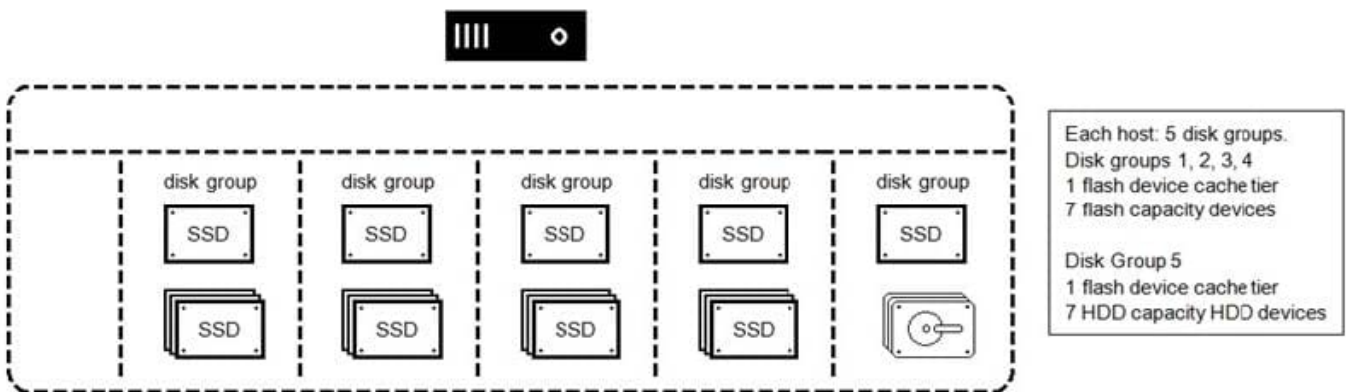 disk group
disk group
disk group
disk group
disk group
SSD
SSD
SSD
SSD
SSD
SSD
SSD
SSD
SSD
Each host: 5 disk groups.
Disk groups 1, 2, 3, 4
1 flash device cache tier
7 flash capacity devices
Disk Group 5
1 flash device cache tier
7 HDD capacity HDD devices